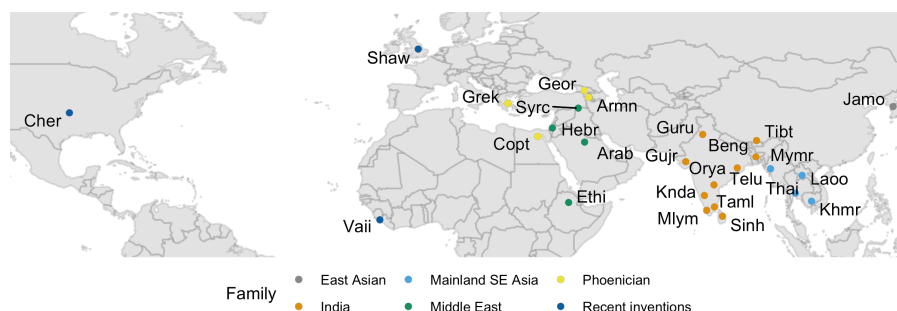 Shaw
Geor
Grek Syrc Armn
Jamo
Cher
Copt Hebr
Guru Beng Tibt
Arab
Gujr Orya Mymr
Ethi
Knda Telu Thai Laoo
Taml
Vaii
Mlym Sinh Khmr
Family
East Asian Mainland SE Asia Phoenician
India Middle East Recent inventions